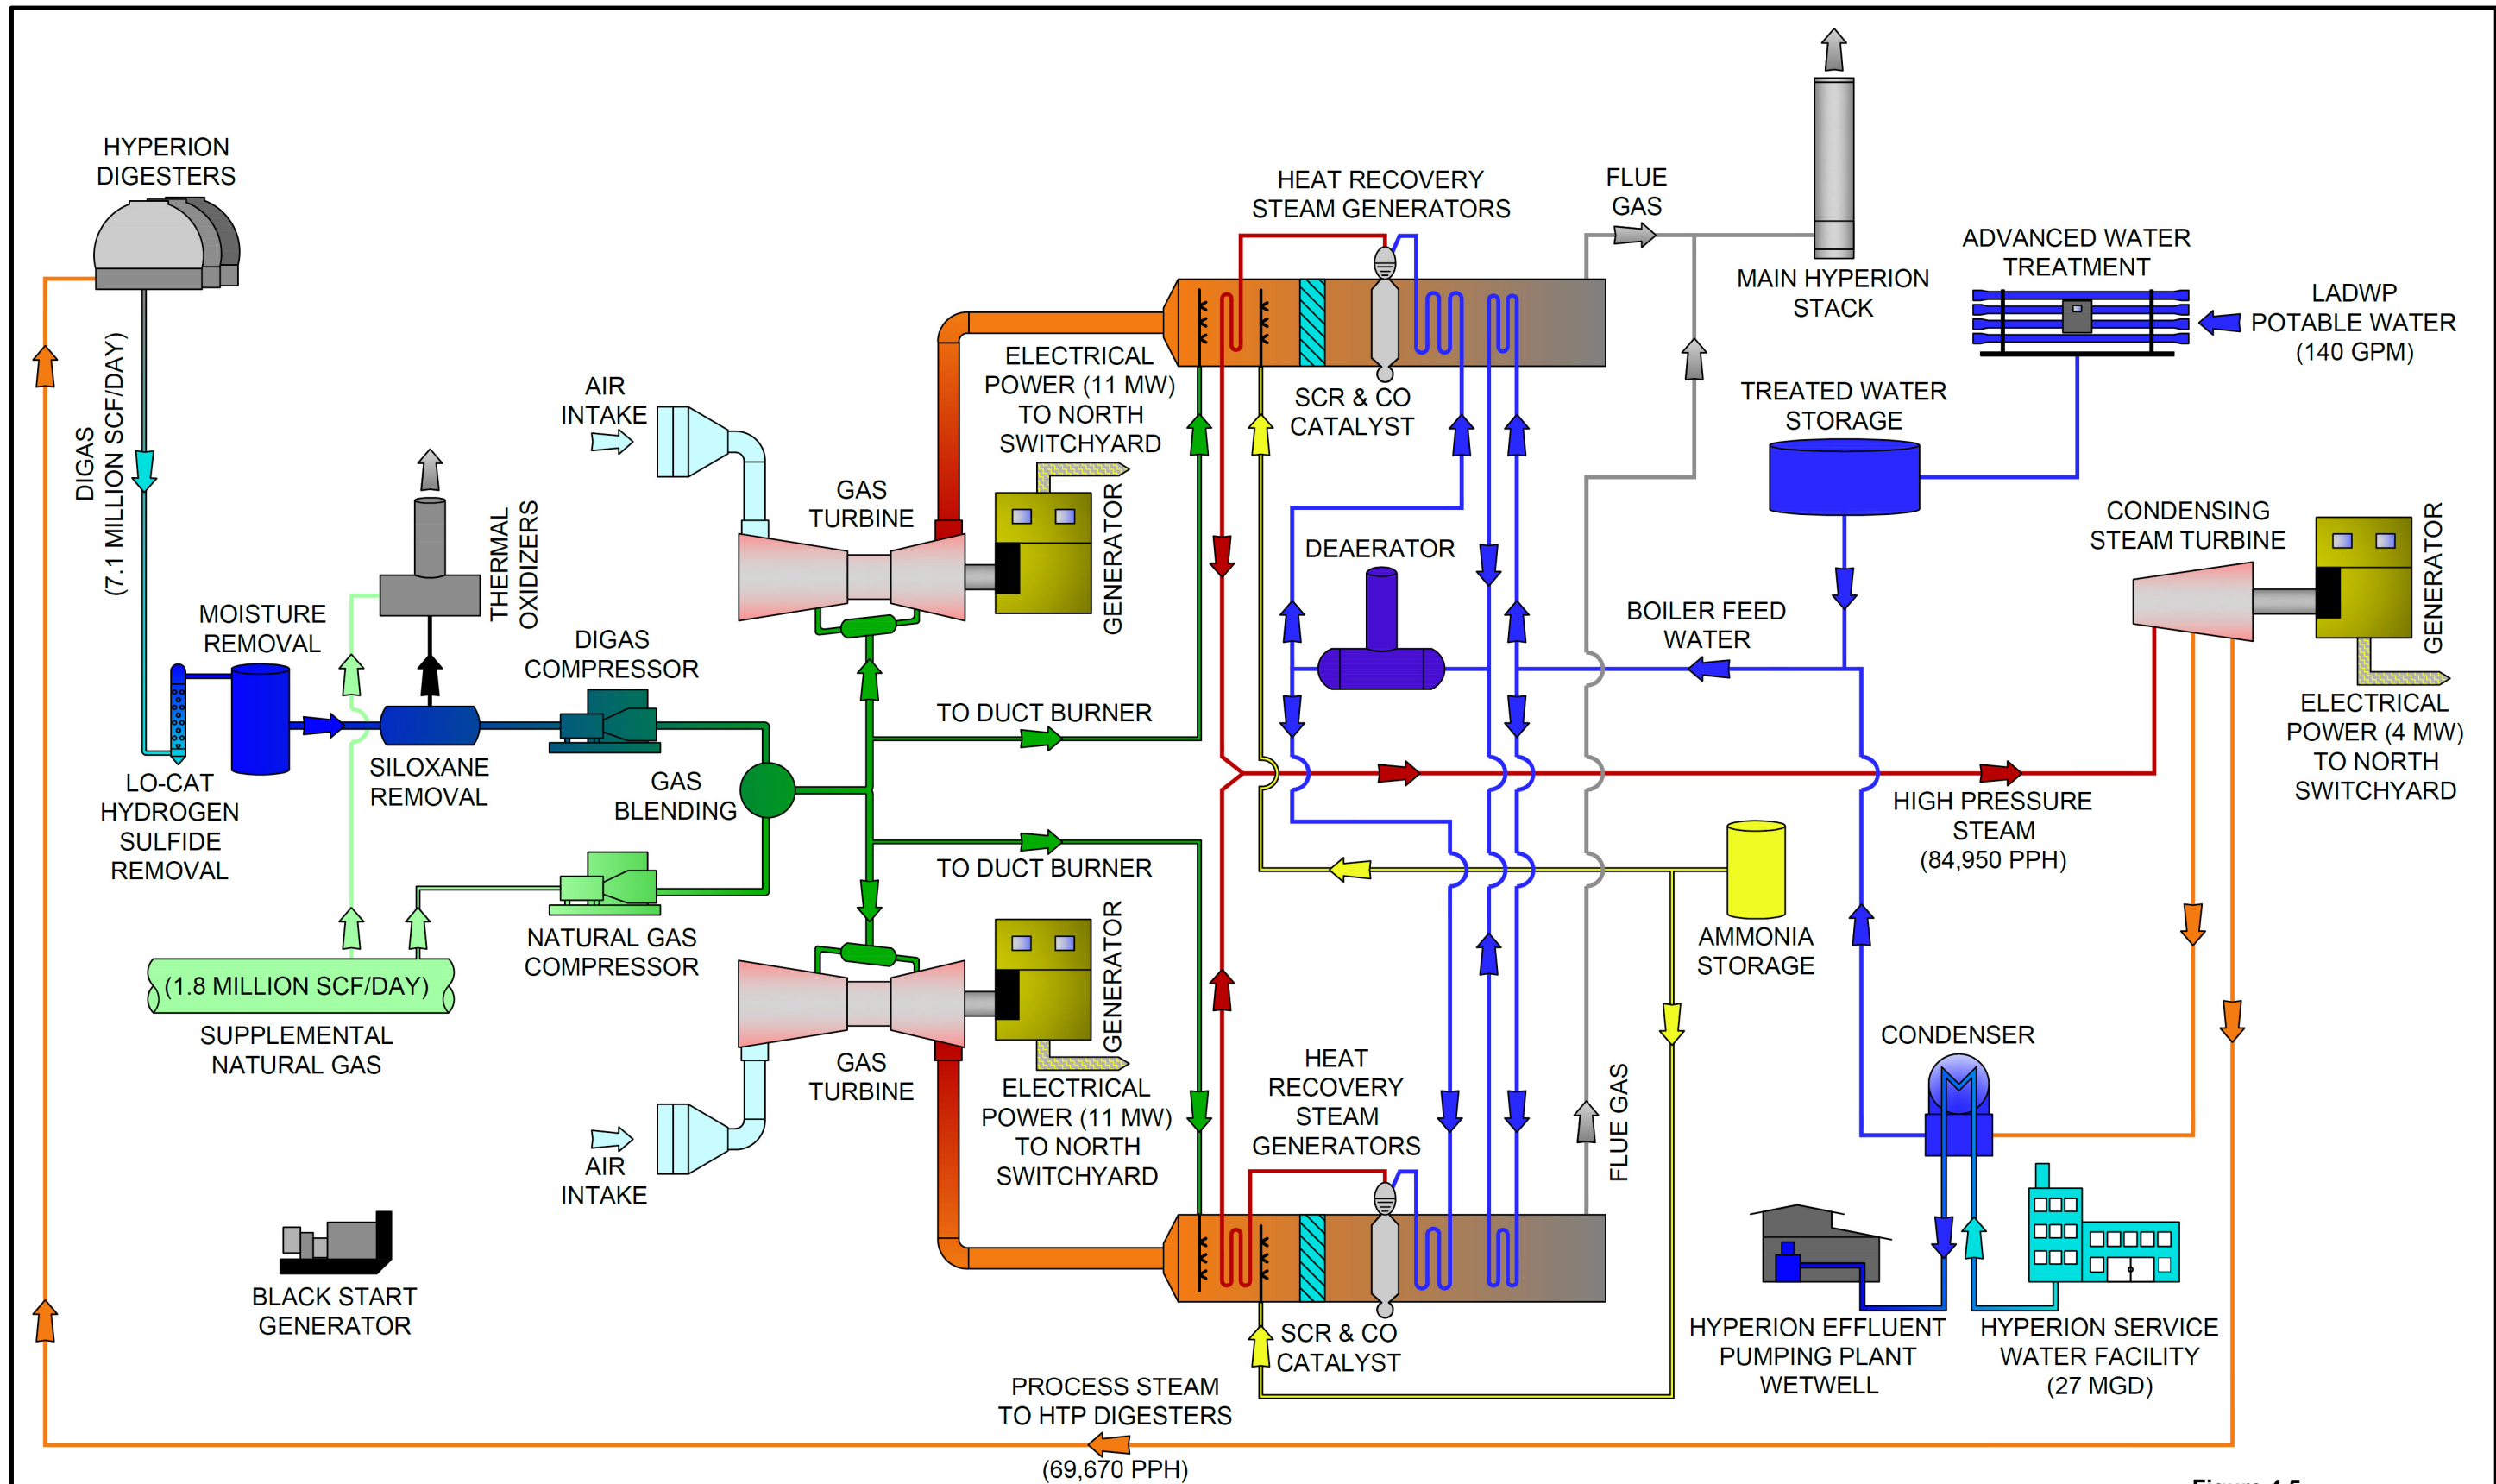 HYPERION
DIGESTERS
DIGAS
(7.1 MILLION SCF/DAY)
MOISTURE
REMOVAL
LO-CAT
HYDROGEN
SULFIDE
REMOVAL
THERMAL
OXIDIZERS
SILOXANE
REMOVAL
DIGAS
COMPRESSOR
GAS
BLENDING
NATURAL GAS
COMPRESSOR
(1.8 MILLION SCF/DAY)
SUPPLEMENTAL
NATURAL GAS
BLACK START
GENERATOR
AIR
INTAKE
GAS
TURBINE
ELECTRICAL
POWER (11 MW)
TO NORTH
SWITCHYARD
GENERATOR
TO DUCT BURNER
TO DUCT BURNER
GENERATOR
GAS
TURBINE
AIR
INTAKE
ELECTRICAL
POWER (11 MW)
TO NORTH
SWITCHYARD
HEAT RECOVERY
STEAM GENERATORS
SCR & CO
CATALYST
FLUE
GAS
MAIN HYPERION
STACK
ADVANCED WATER
TREATMENT
LADWP
POTABLE WATER
(140 GPM)
TREATED WATER
STORAGE
DEAERATOR
BOILER FEED
WATER
CONDENSING
STEAM TURBINE
GENERATOR
ELECTRICAL
POWER (4 MW)
TO NORTH
SWITCHYARD
HIGH PRESSURE
STEAM
(84,950 PPH)
AMMONIA
STORAGE
CONDENSER
HEAT
RECOVERY
STEAM
GENERATORS
FLUE GAS
SCR & CO
CATALYST
HYPERION EFFLUENT
PUMPING PLANT
WETWELL
HYPERION SERVICE
WATER FACILITY
(27 MGD)
PROCESS STEAM
TO HTP DIGESTERS
(69,670 PPH)